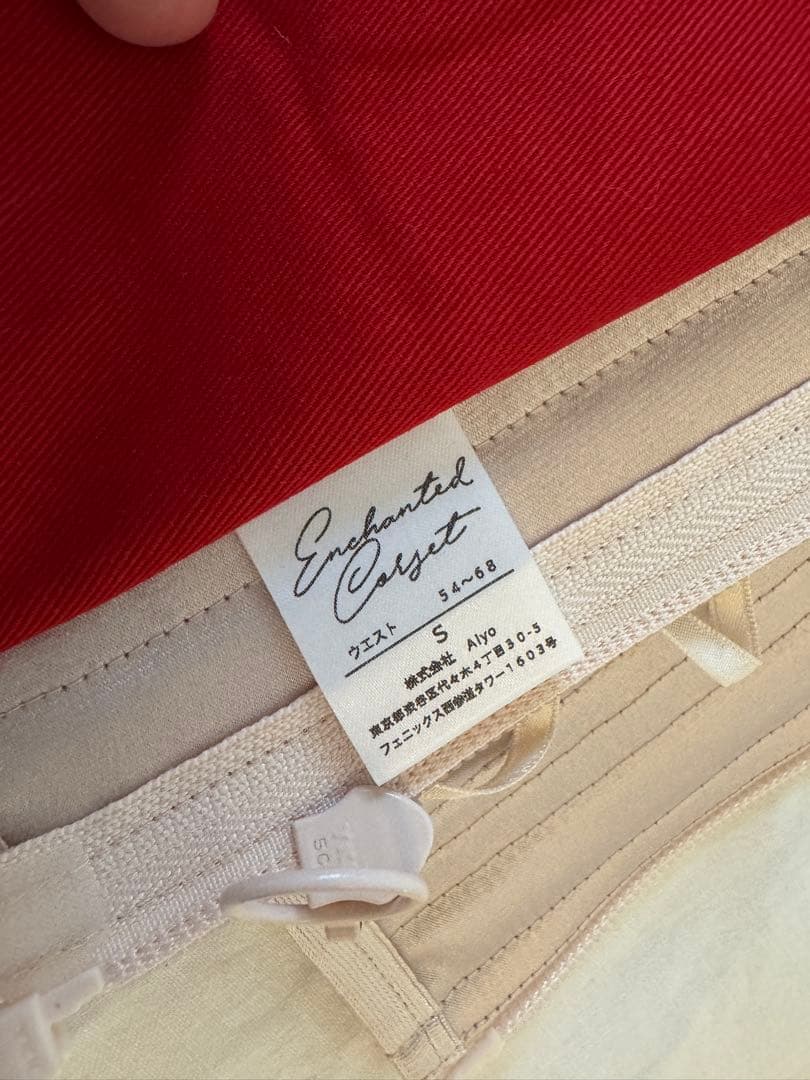 Enchanted
Corset
ウエスト 54~68
S
株式会社 Alyo
東京都渋谷区代々木4丁目30-5
フェニックス西参道タワー1603号